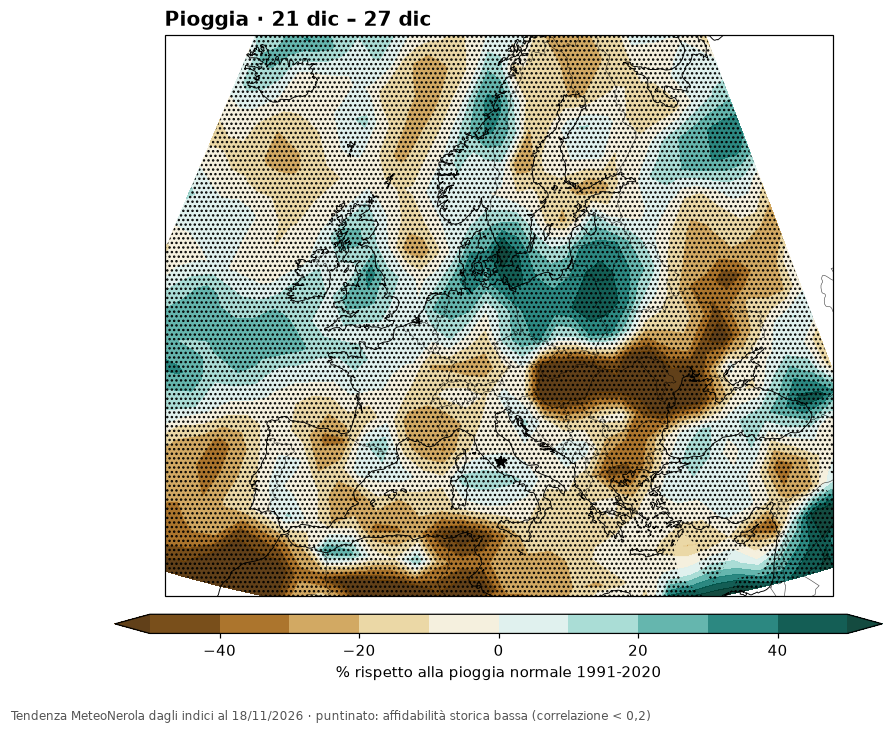 Pioggia · 21 dic – 27 dic
−40 −20 0 20 40
% rispetto alla pioggia normale 1991-2020
Tendenza MeteoNerola dagli indici al 18/11/2026 · puntinato: affidabilità storica bassa (correlazione < 0,2)